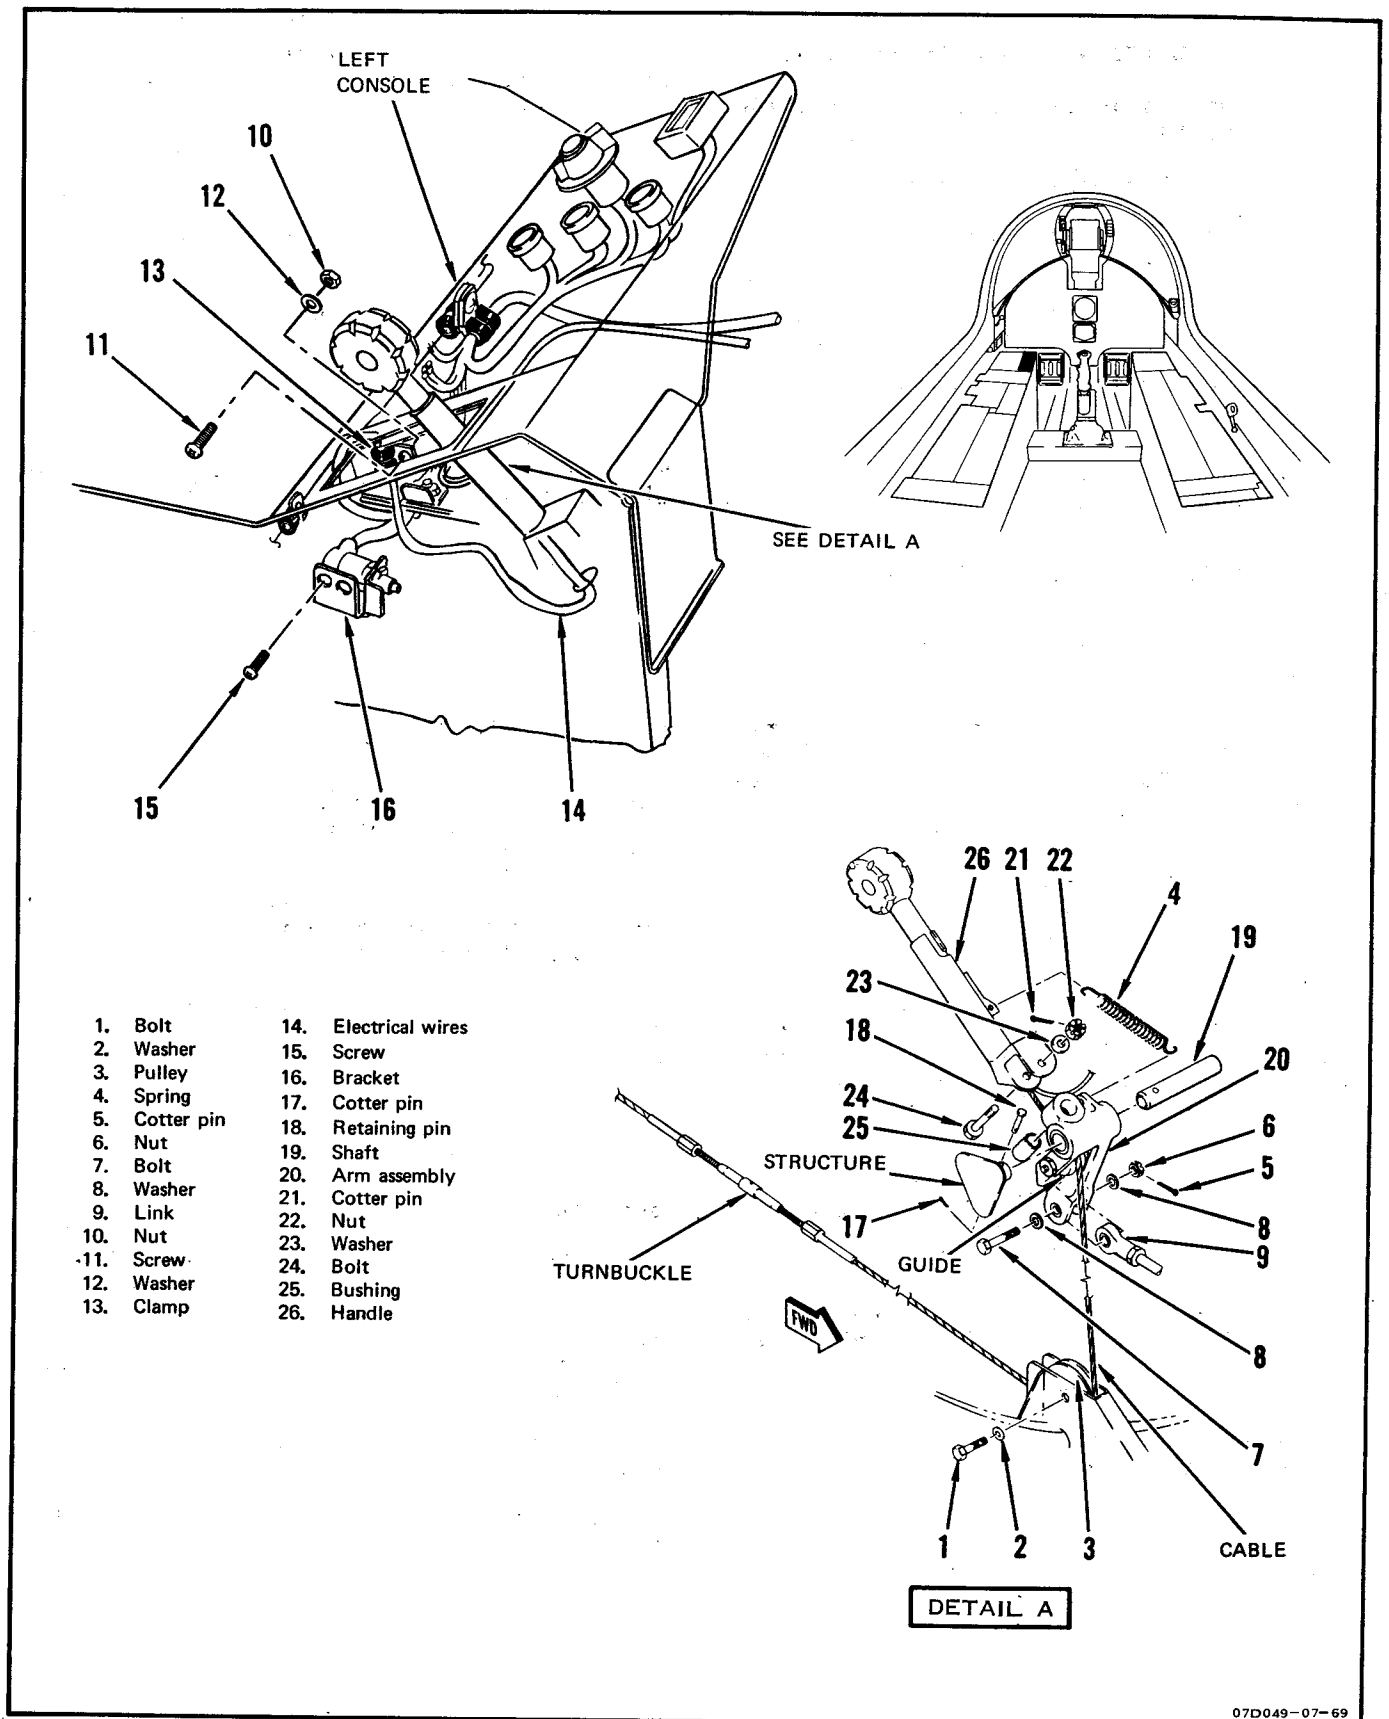 LEFT
CONSOLE
10
12
13
11
SEE DETAIL A
15
16
14
26 21 22
4
19
23
18
20
24
25
6
STRUCTURE
5
17
8
GUIDE
9
TURNBUCKLE
FWD
8
7
1 2 3
CABLE
DETAIL A
1. Bolt
2. Washer
3. Pulley
4. Spring
5. Cotter pin
6. Nut
7. Bolt
8. Washer
9. Link
10. Nut
11. Screw
12. Washer
13. Clamp
14. Electrical wires
15. Screw
16. Bracket
17. Cotter pin
18. Retaining pin
19. Shaft
20. Arm assembly
21. Cotter pin
22. Nut
23. Washer
24. Bolt
25. Bushing
26. Handle
07D049-07-69